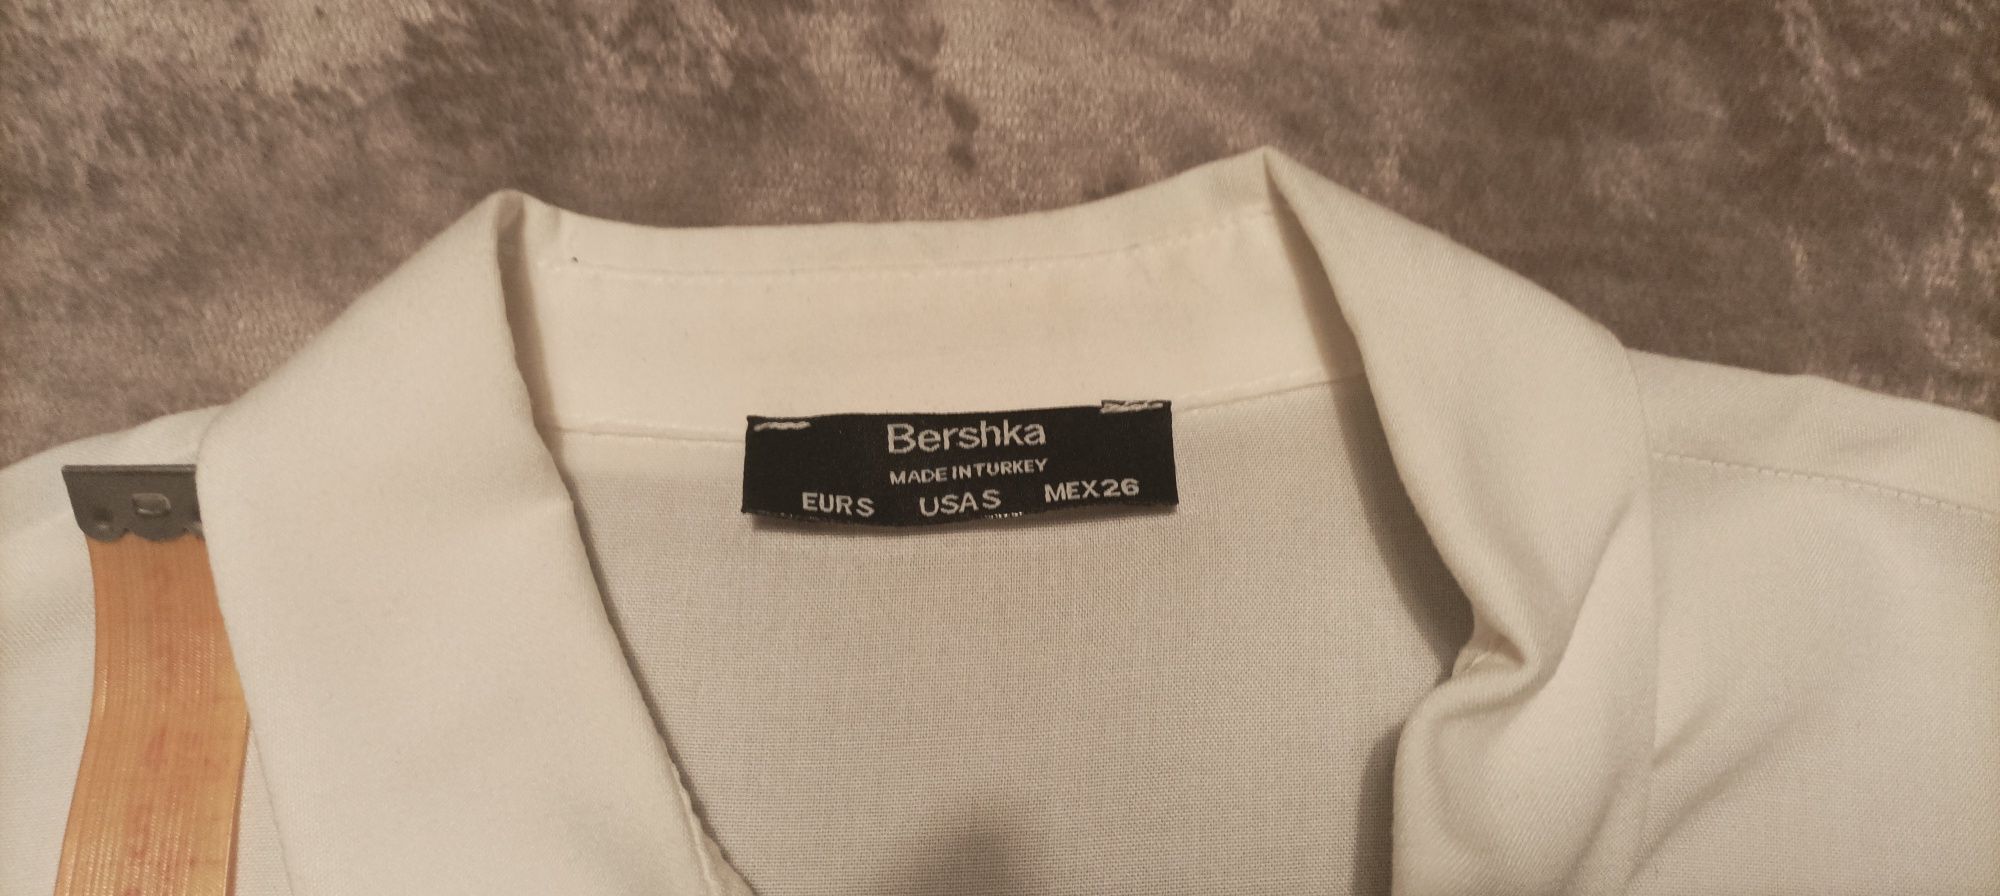 Bershka
MADE IN TURKEY
EUR S USA S MEX 26